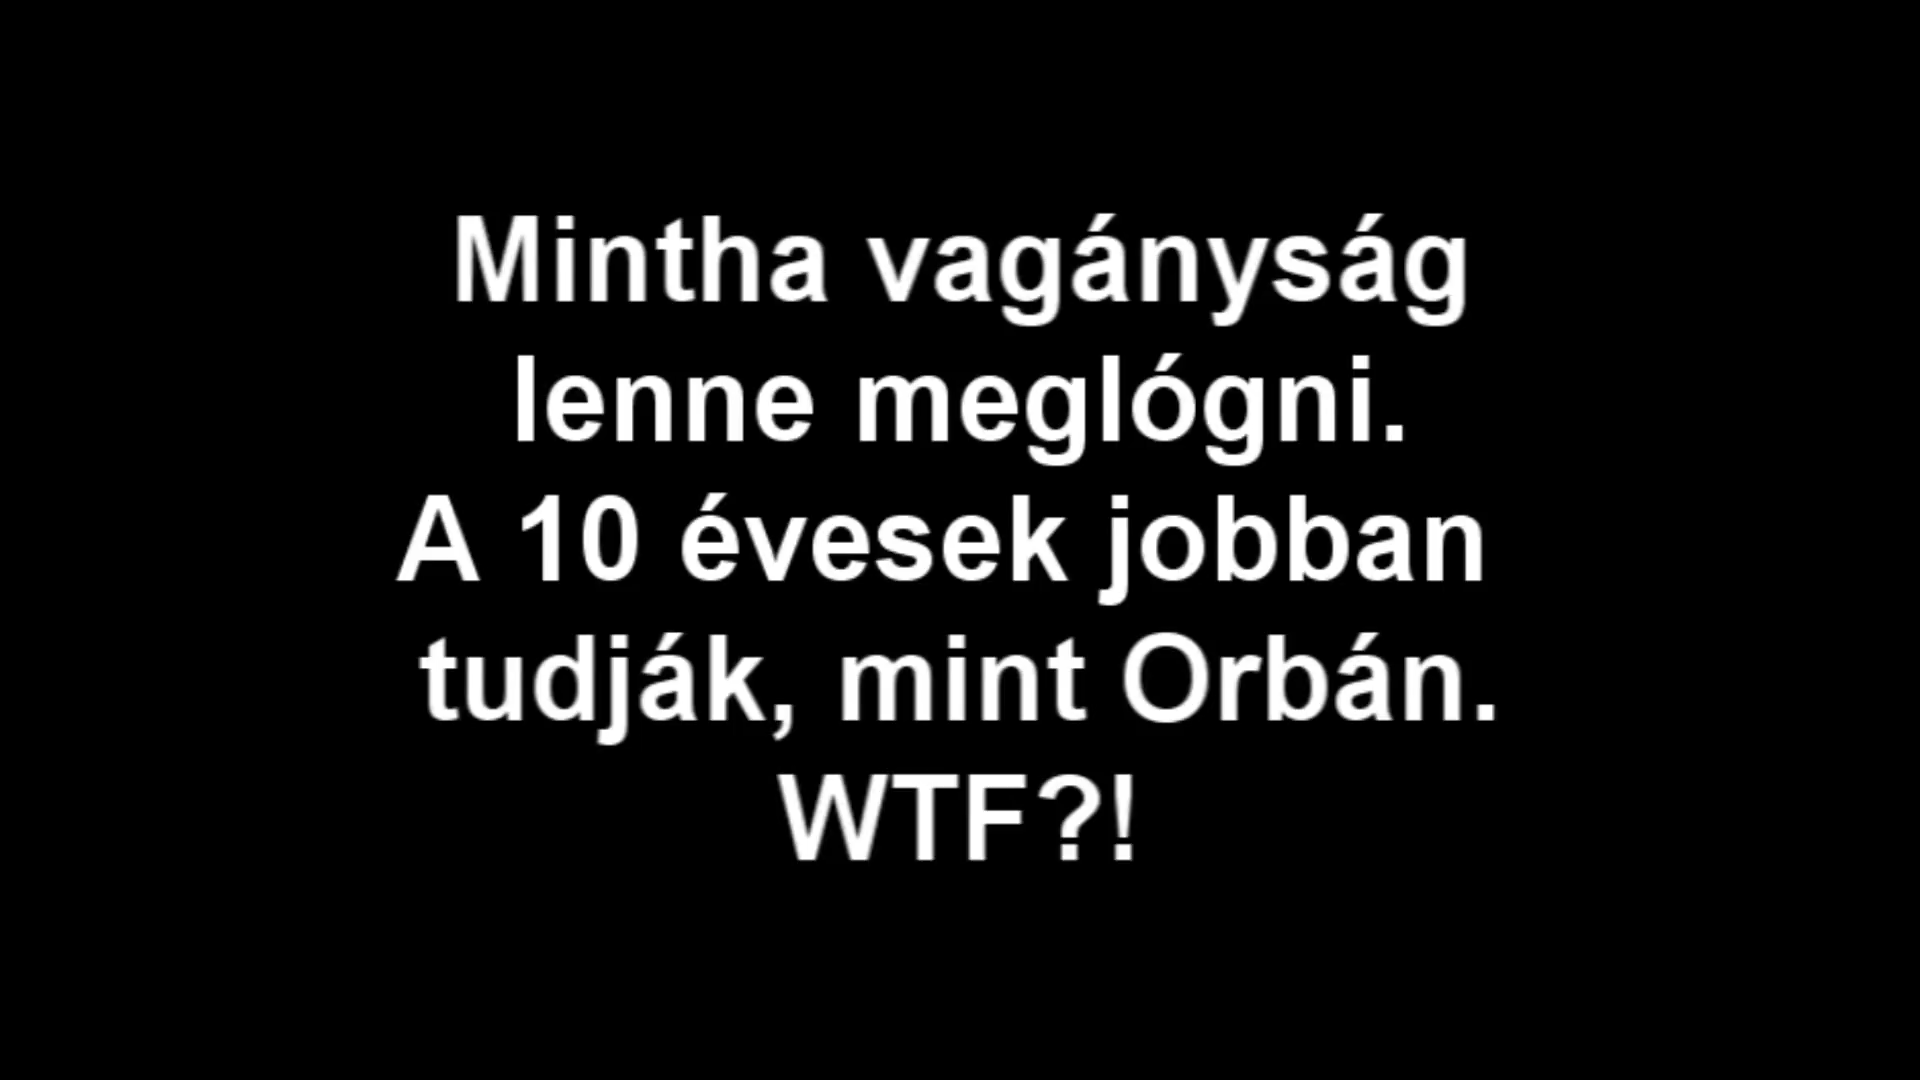 Mintha vagányság
lenne meglógni.
A 10 évesek jobban
tudják, mint Orbán.
WTF?!